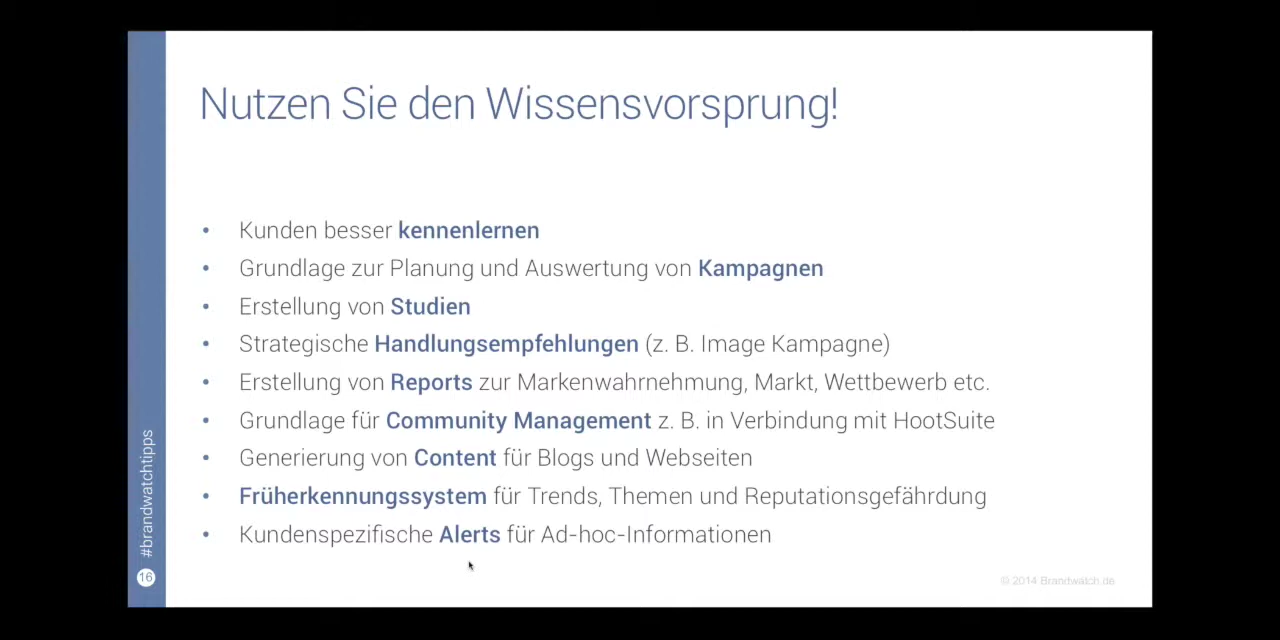 Nutzen Sie den Wissensvorsprung!
• Kunden besser kennenlernen
• Grundlage zur Planung und Auswertung von Kampagnen
• Erstellung von Studien
• Strategische Handlungsempfehlungen (z. B. Image Kampagne)
• Erstellung von Reports zur Markenwahrnehmung, Markt, Wettbewerb etc.
• Grundlage für Community Management z. B. in Verbindung mit HootSuite
• Generierung von Content für Blogs und Webseiten
• Früherkennungssystem für Trends, Themen und Reputationsgefährdung
• Kundenspezifische Alerts für Ad-hoc-Informationen
#brandwatchtipps
16
© 2014 Brandwatch.de